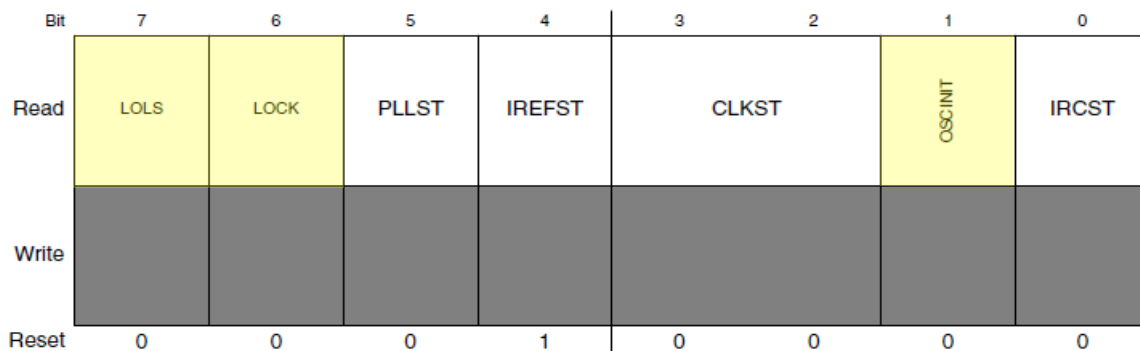 Bit 7 6 5 4 3 2 1 0
Read LOLS LOCK PLLST IREFST CLKST OSCINIT IRCST
Write
Reset 0 0 0 1 0 0 0 0